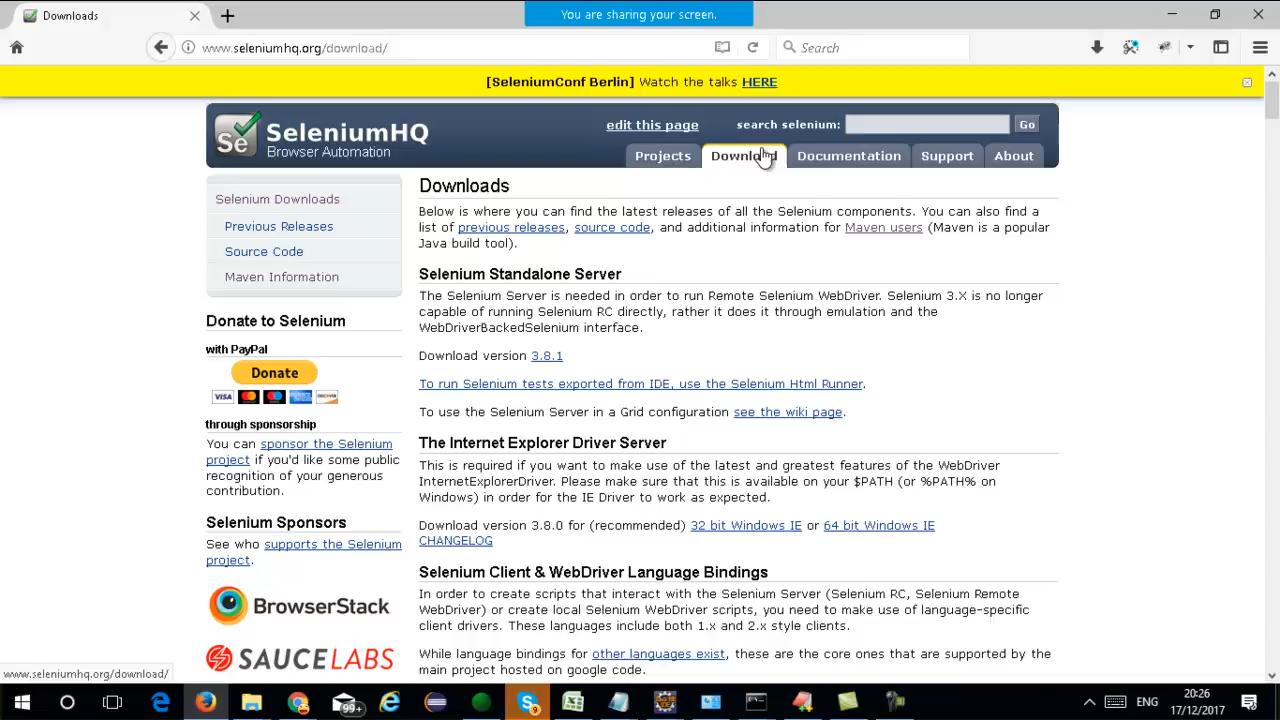 Downloads
You are sharing your screen.
www.seleniumhq.org/download/
Search
[SeleniumConf Berlin] Watch the talks HERE
Se
SeleniumHQ
Browser Automation
edit this page
search selenium:
Go
Projects
Download
Documentation
Support
About
Selenium Downloads
Previous Releases
Source Code
Maven Information
Donate to Selenium
with PayPal
Donate
VISA
through sponsorship
You can sponsor the Selenium
project if you'd like some public
recognition of your generous
contribution.
Selenium Sponsors
See who supports the Selenium
project.
BrowserStack
SAUCELABS
Downloads
Below is where you can find the latest releases of all the Selenium components. You can also find a
list of previous releases, source code, and additional information for Maven users (Maven is a popular
Java build tool).
Selenium Standalone Server
The Selenium Server is needed in order to run Remote Selenium WebDriver. Selenium 3.X is no longer
capable of running Selenium RC directly, rather it does it through emulation and the
WebDriverBackedSelenium interface.
Download version 3.8.1
To run Selenium tests exported from IDE, use the Selenium Html Runner.
To use the Selenium Server in a Grid configuration see the wiki page.
The Internet Explorer Driver Server
This is required if you want to make use of the latest and greatest features of the WebDriver
InternetExplorerDriver. Please make sure that this is available on your $PATH (or %PATH% on
Windows) in order for the IE Driver to work as expected.
Download version 3.8.0 for (recommended) 32 bit Windows IE or 64 bit Windows IE
CHANGELOG
Selenium Client & WebDriver Language Bindings
In order to create scripts that interact with the Selenium Server (Selenium RC, Selenium Remote
WebDriver) or create local Selenium WebDriver scripts, you need to make use of language-specific
client drivers. These languages include both 1.x and 2.x style clients.
While language bindings for other languages exist, these are the core ones that are supported by the
main project hosted on google code.
www.seleniumhq.org/download/
99+
9
ENG
20:26
17/12/2017